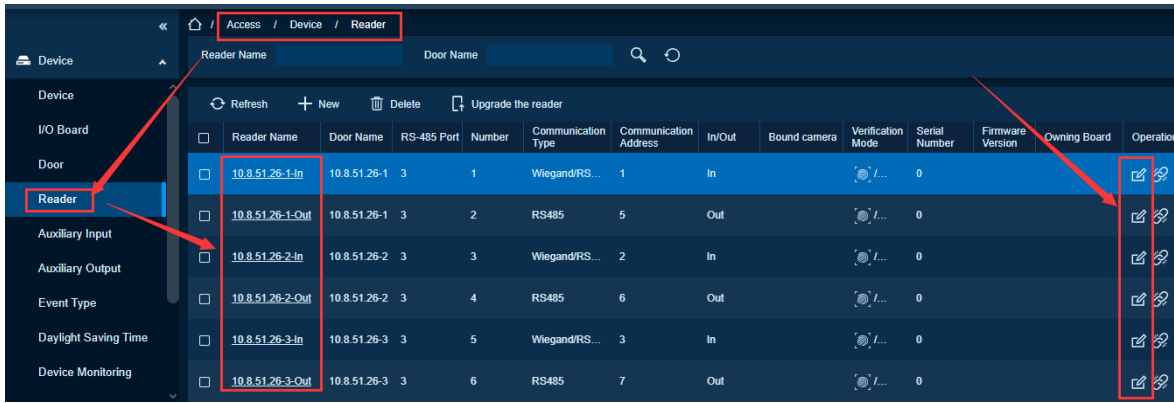 «
/ Access / Device / Reader
Device
Reader Name
Door Name
Device
I/O Board
Door
Reader
Auxiliary Input
Auxiliary Output
Event Type
Daylight Saving Time
Device Monitoring
Refresh
New
Delete
Upgrade the reader
Reader Name Door Name RS-485 Port Number Communication Type Communication Address In/Out Bound camera Verification Mode Serial Number Firmware Version Owning Board Operation
10.8.51.26-1-In 10.8.51.26-1 3 1 Wiegand/RS... 1 In /... 0
10.8.51.26-1-Out 10.8.51.26-1 3 2 RS485 5 Out /... 0
10.8.51.26-2-In 10.8.51.26-2 3 3 Wiegand/RS... 2 In /... 0
10.8.51.26-2-Out 10.8.51.26-2 3 4 RS485 6 Out /... 0
10.8.51.26-3-In 10.8.51.26-3 3 5 Wiegand/RS... 3 In /... 0
10.8.51.26-3-Out 10.8.51.26-3 3 6 RS485 7 Out /... 0